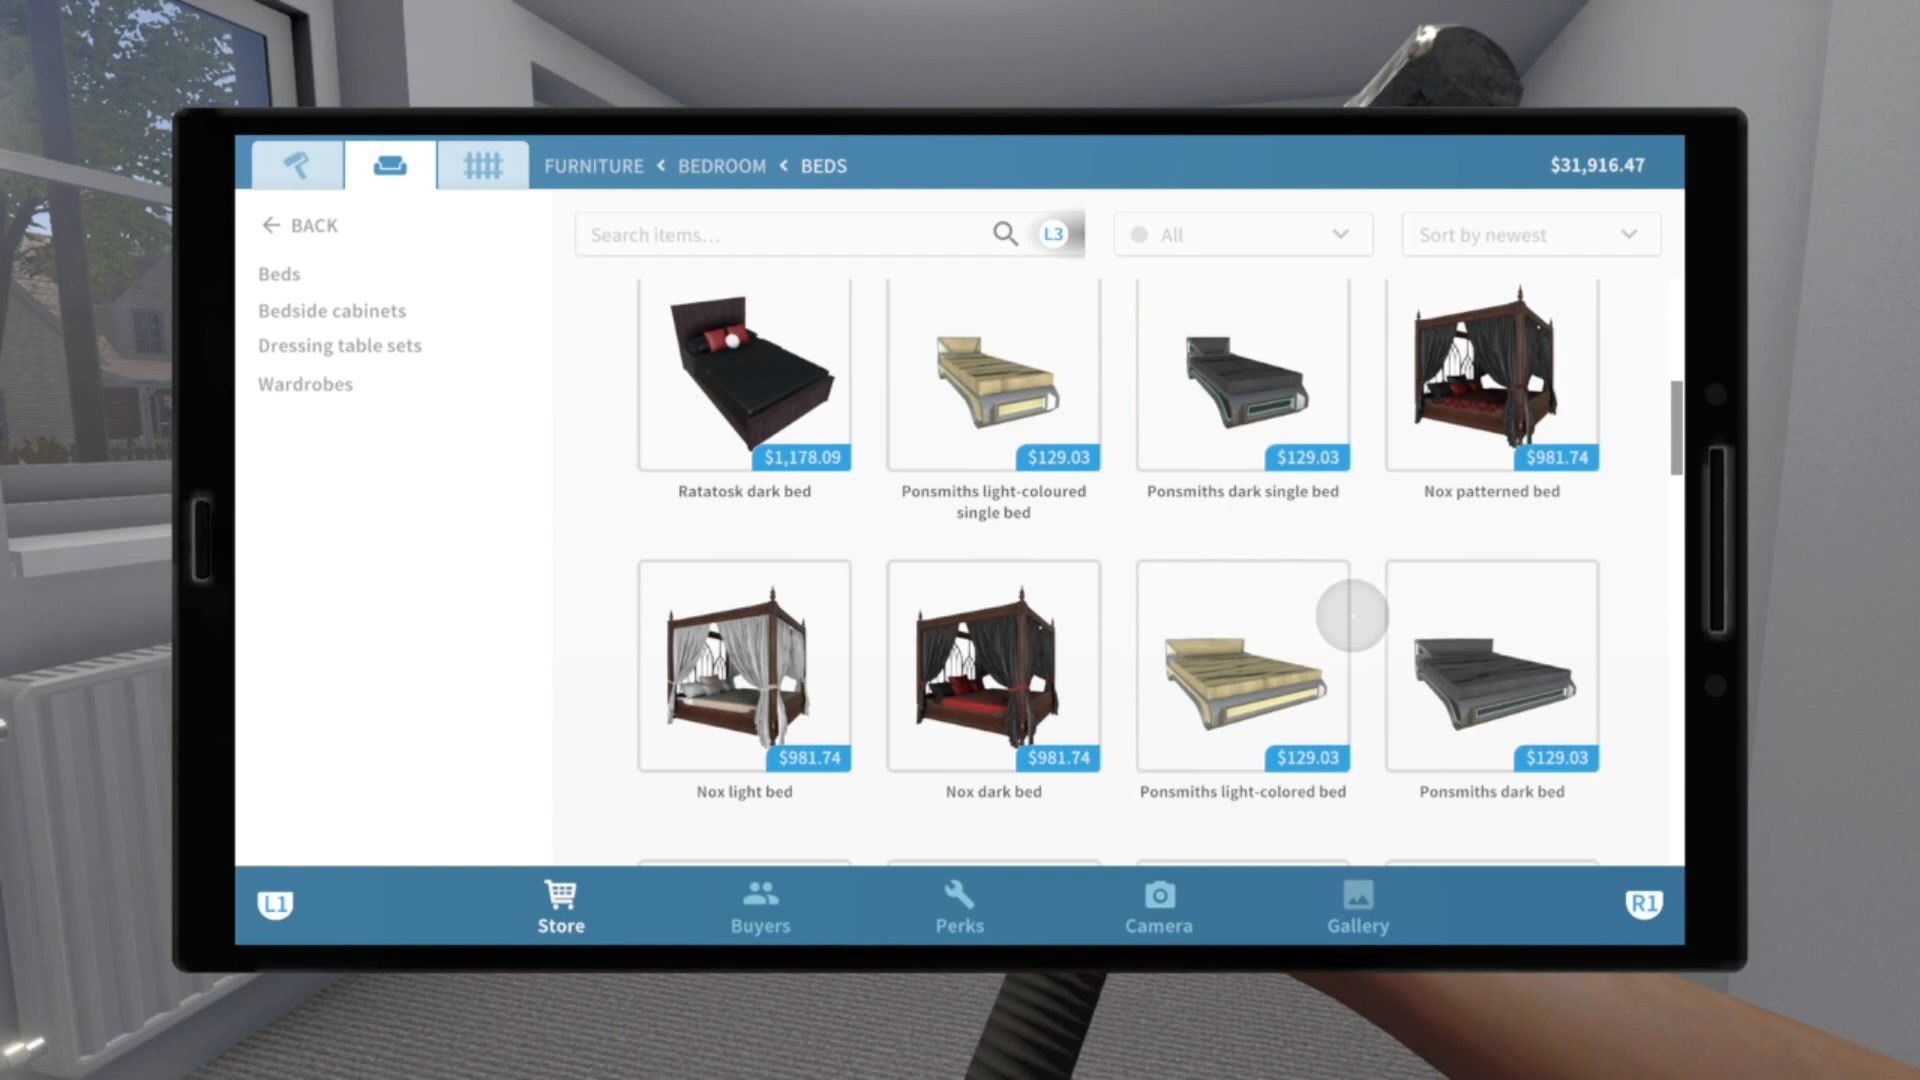 FURNITURE < BEDROOM < BEDS
$31,916.47
BACK
Beds
Bedside cabinets
Dressing table sets
Wardrobes
Search items...
L3
All
Sort by newest
$1,178.09
$129.03
$129.03
$981.74
Ratatosk dark bed
Ponsmiths light-coloured
single bed
Ponsmiths dark single bed
Nox patterned bed
$981.74
$981.74
$129.03
$129.03
Nox light bed
Nox dark bed
Ponsmiths light-colored bed
Ponsmiths dark bed
L1
Store
Buyers
Perks
Camera
Gallery
R1